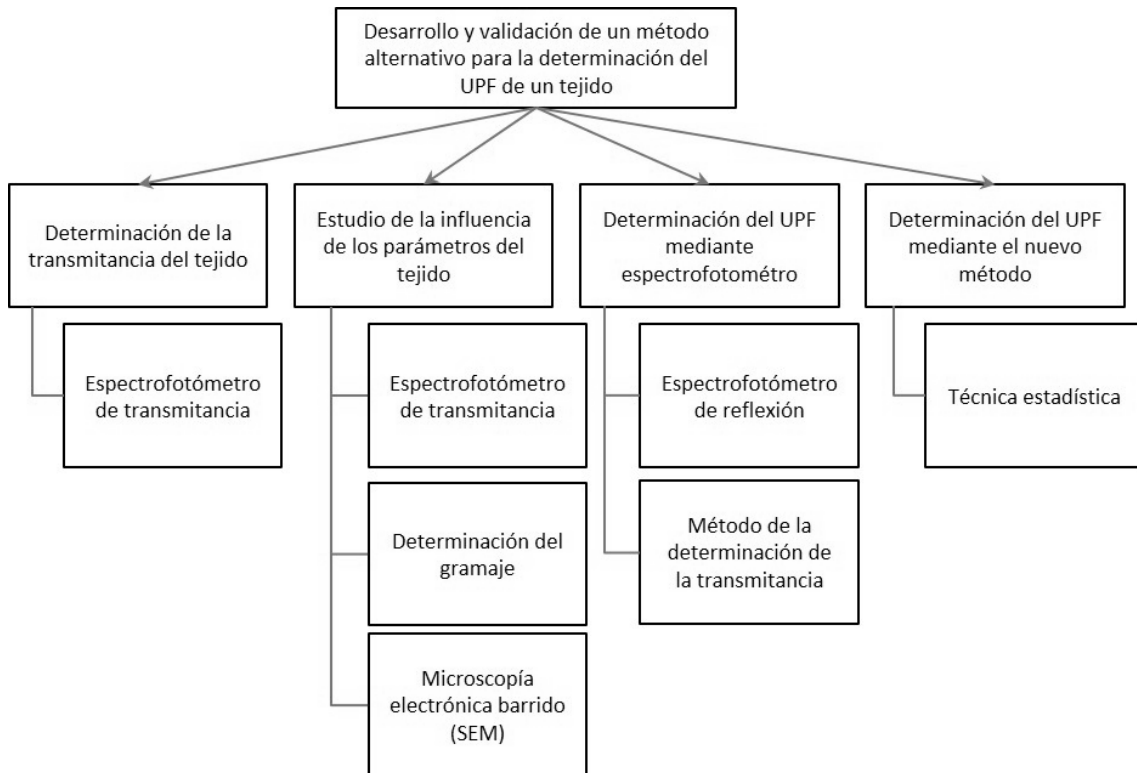 Desarrollo y validación de un método
alternativo para la determinación del
UPF de un tejido
Determinación de la
transmitancia del tejido
Estudio de la influencia
de los parámetros del
tejido
Determinación del UPF
mediante
espectrofotométro
Determinación del UPF
mediante el nuevo
método
Espectrofotómetro
de transmitancia
Espectrofotómetro
de transmitancia
Espectrofotómetro
de reflexión
Técnica estadística
Determinación del
gramaje
Método de la
determinación de
la transmitancia
Microscopía
electrónica barrido
(SEM)